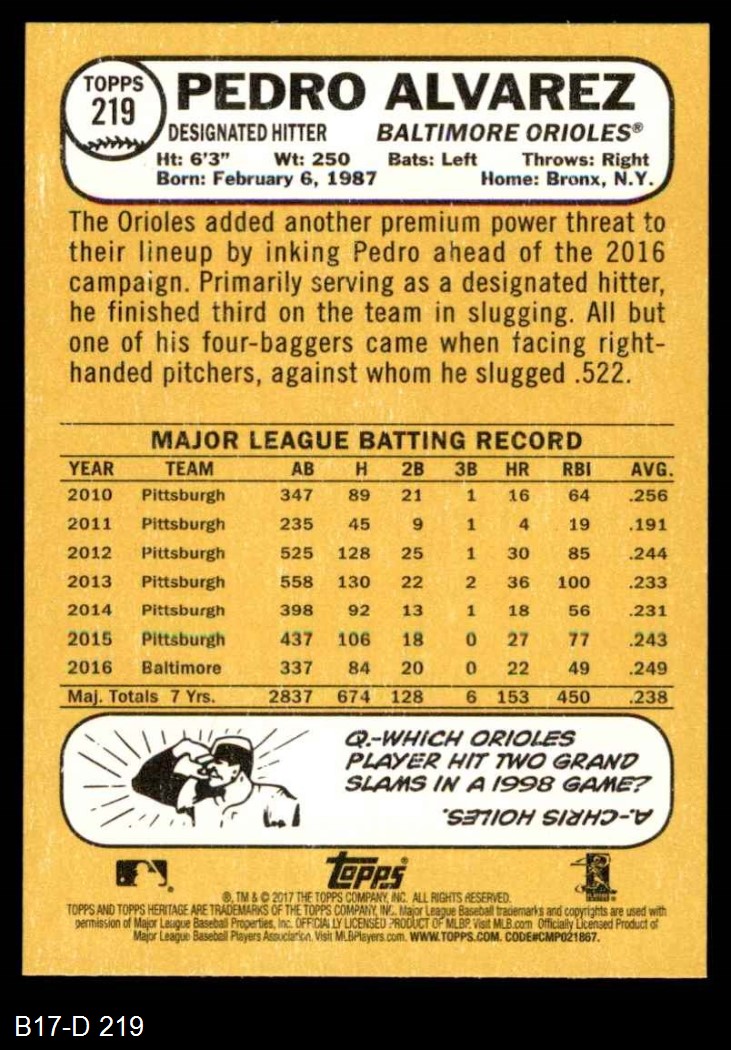 TOPPS
219
PEDRO ALVAREZ
DESIGNATED HITTER BALTIMORE ORIOLES®
Ht: 6'3" Wt: 250 Bats: Left Throws: Right
Born: February 6, 1987 Home: Bronx, N.Y.
The Orioles added another premium power threat to
their lineup by inking Pedro ahead of the 2016
campaign. Primarily serving as a designated hitter,
he finished third on the team in slugging. All but
one of his four-baggers came when facing right-
handed pitchers, against whom he slugged .522.
MAJOR LEAGUE BATTING RECORD
YEAR TEAM AB H 2B 3B HR RBI AVG.
2010 Pittsburgh 347 89 21 1 16 64 .256
2011 Pittsburgh 235 45 9 1 4 19 .191
2012 Pittsburgh 525 128 25 1 30 85 .244
2013 Pittsburgh 558 130 22 2 36 100 .233
2014 Pittsburgh 398 92 13 1 18 56 .231
2015 Pittsburgh 437 106 18 0 27 77 .243
2016 Baltimore 337 84 20 0 22 49 .249
Maj. Totals 7 Yrs. 2837 674 128 6 153 450 .238
Q.-WHICH ORIOLES
PLAYER HIT TWO GRAND
SLAMS IN A 1998 GAME?
A.-CHRIS HOILES.
Topps®
®, TM & © 2017 THE TOPPS COMPANY, INC. ALL RIGHTS RESERVED.
TOPPS AND TOPPS HERITAGE ARE TRADEMARKS OF THE TOPPS COMPANY, INC. Major League Baseball trademarks and copyrights are used with
permission of Major League Baseball Properties, Inc. OFFICIALLY LICENSED PRODUCT OF MLBP. Visit MLB.com Officially Licensed Product of
Major League Baseball Players Association. Visit MLBPlayers.com. WWW.TOPPS.COM. CODE#CMP021867.
B17-D 219